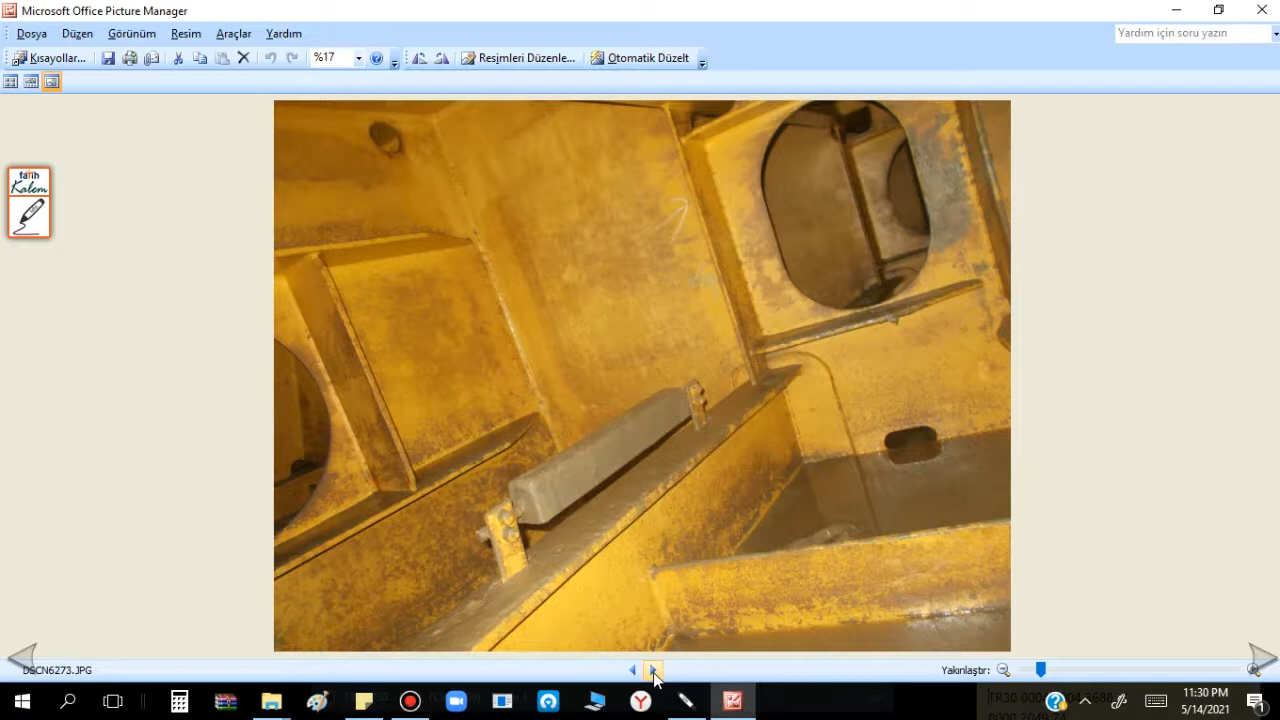 Microsoft Office Picture Manager
Dosya Düzen Görünüm Resim Araçlar Yardım
Yardım için soru yazın
Kısayollar... %17 Resimleri Düzenle... Otomatik Düzelt
fatih
Kalem
DSCN6273.JPG
Yakınlaştır:
11:30 PM
5/14/2021